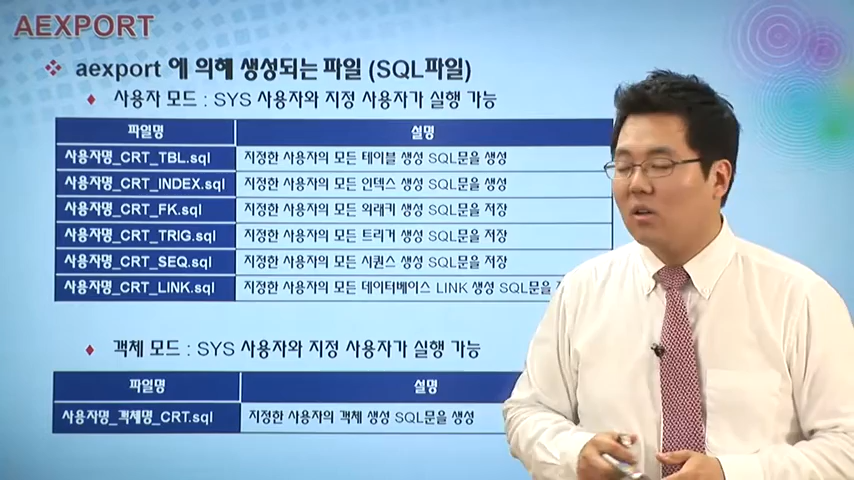 AEXPORT
aexport 에 의해 생성되는 파일 (SQL파일)
사용자 모드 : SYS 사용자와 지정 사용자가 실행 가능
파일명 설명
사용자명_CRT_TBL.sql 지정한 사용자의 모든 테이블 생성 SQL문을 생성
사용자명_CRT_INDEX.sql 지정한 사용자의 모든 인덱스 생성 SQL문을 생성
사용자명_CRT_FK.sql 지정한 사용자의 모든 외래키 생성 SQL문을 저장
사용자명_CRT_TRIG.sql 지정한 사용자의 모든 트리거 생성 SQL문을 저장
사용자명_CRT_SEQ.sql 지정한 사용자의 모든 시퀀스 생성 SQL문을 저장
사용자명_CRT_LINK.sql 지정한 사용자의 모든 데이터베이스 LINK 생성 SQL문을
객체 모드 : SYS 사용자와 지정 사용자가 실행 가능
파일명 설명
사용자명_객체명_CRT.sql 지정한 사용자의 객체 생성 SQL문을 생성